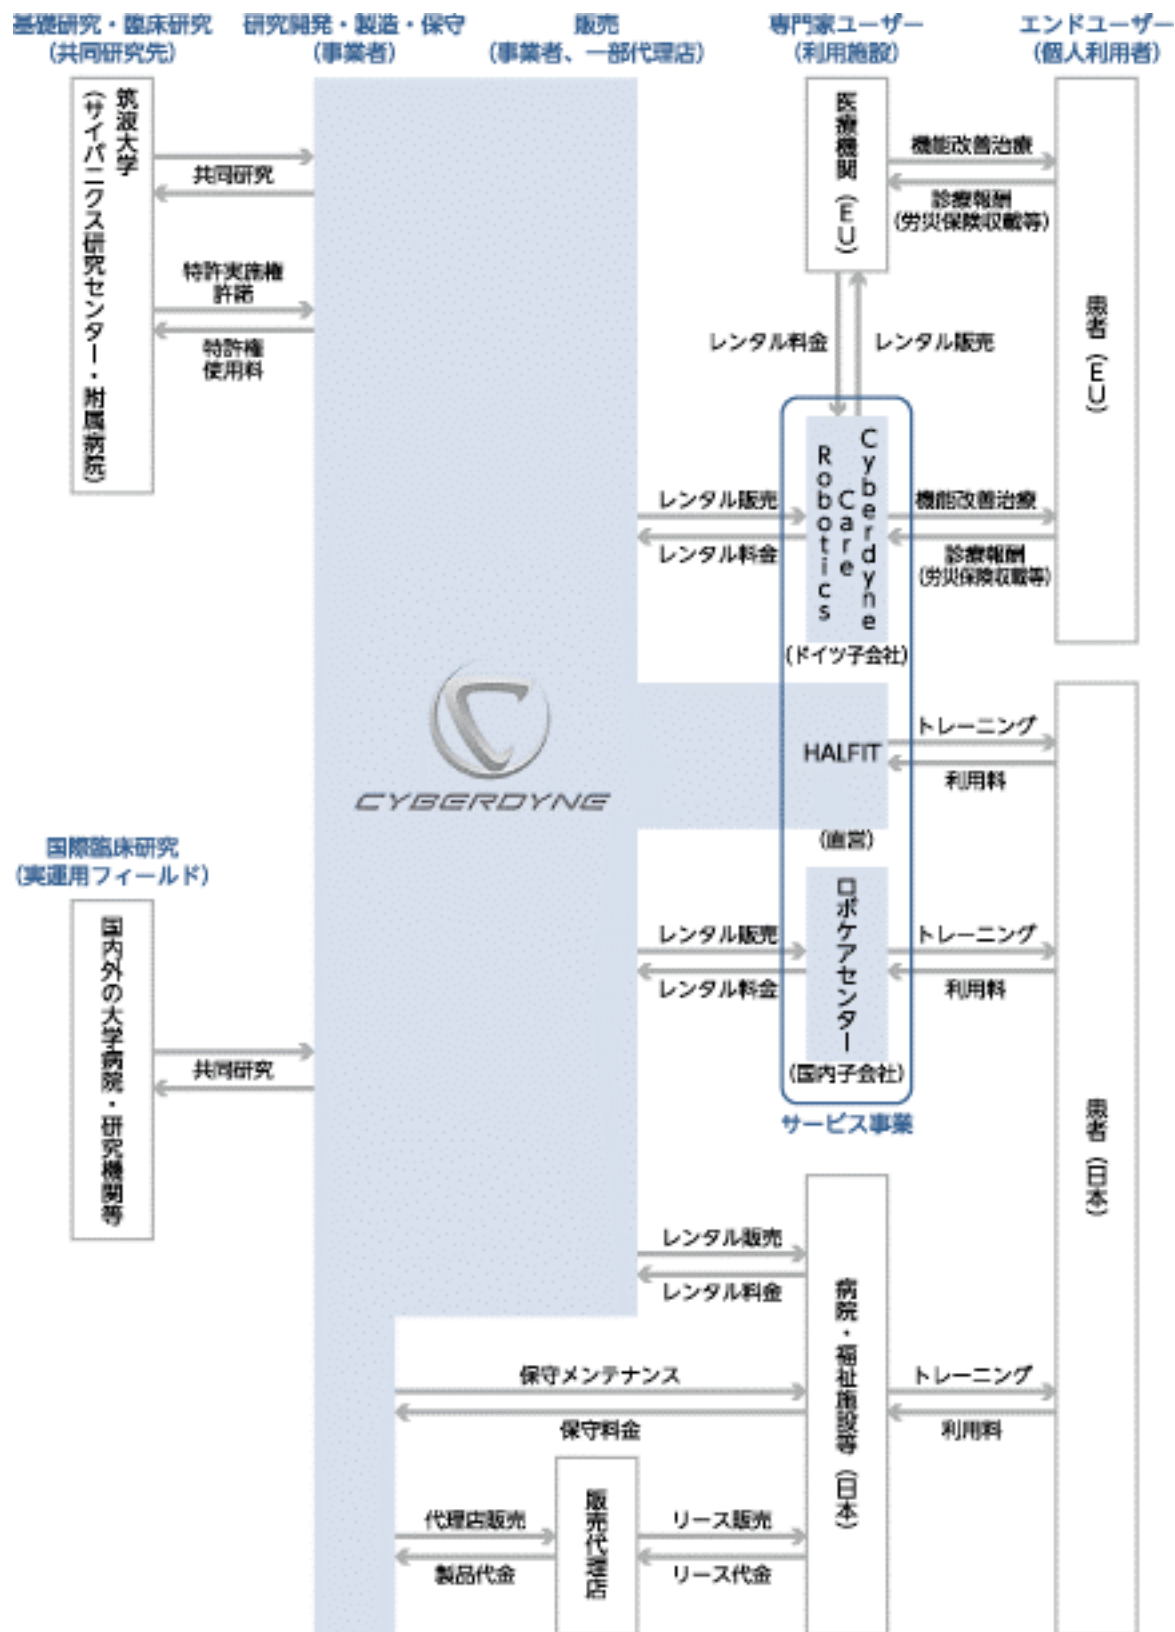 基礎研究・臨床研究
(共同研究先)
研究開発・製造・保守
(事業者)
販売
(事業者、一部代理店)
専門家ユーザー
(利用施設)
エンドユーザー
(個人利用者)
筑波大学
(サイバニクス研究センター・附属病院)
共同研究
特許実施権
許諾
特許権
使用料
医療機関(EU)
機能改善治療
診療報酬
(労災保険収載等)
患者(EU)
レンタル料金
レンタル販売
Cyberdyne
Care
Robotics
(ドイツ子会社)
レンタル販売
レンタル料金
機能改善治療
診療報酬
(労災保険収載等)
CYBERDYNE
HALFIT
(直営)
トレーニング
利用料
国際臨床研究
(実運用フィールド)
国内外の大学病院・研究機関等
共同研究
レンタル販売
レンタル料金
ロボケアセンター
(国内子会社)
トレーニング
利用料
サービス事業
患者(日本)
レンタル販売
レンタル料金
病院・福祉施設等(日本)
保守メンテナンス
保守料金
トレーニング
利用料
代理店販売
製品代金
販売代理店
リース販売
リース代金